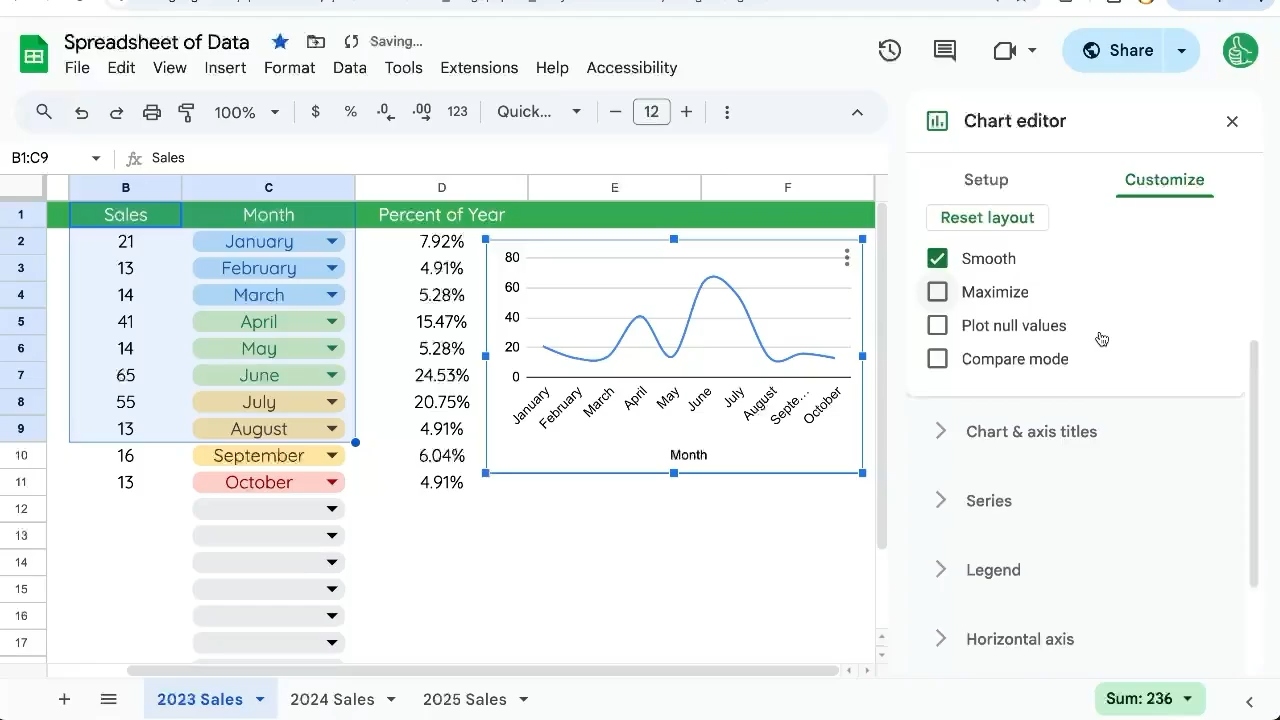 Spreadsheet of Data
Saving...
File Edit View Insert Format Data Tools Extensions Help Accessibility
Share
100% $ % .0 .00 123 Quick... 12
B1:C9 fx Sales
B C D E F
1 Sales Month Percent of Year
2 21 January 7.92%
3 13 February 4.91%
4 14 March 5.28%
5 41 April 15.47%
6 14 May 5.28%
7 65 June 24.53%
8 55 July 20.75%
9 13 August 4.91%
10 16 September 6.04%
11 13 October 4.91%
12
13
14
15
16
17
80
60
40
20
0
January February March April May June July August Septe... October
Month
Chart editor
Setup Customize
Reset layout
Smooth
Maximize
Plot null values
Compare mode
Chart & axis titles
Series
Legend
Horizontal axis
2023 Sales 2024 Sales 2025 Sales
Sum: 236